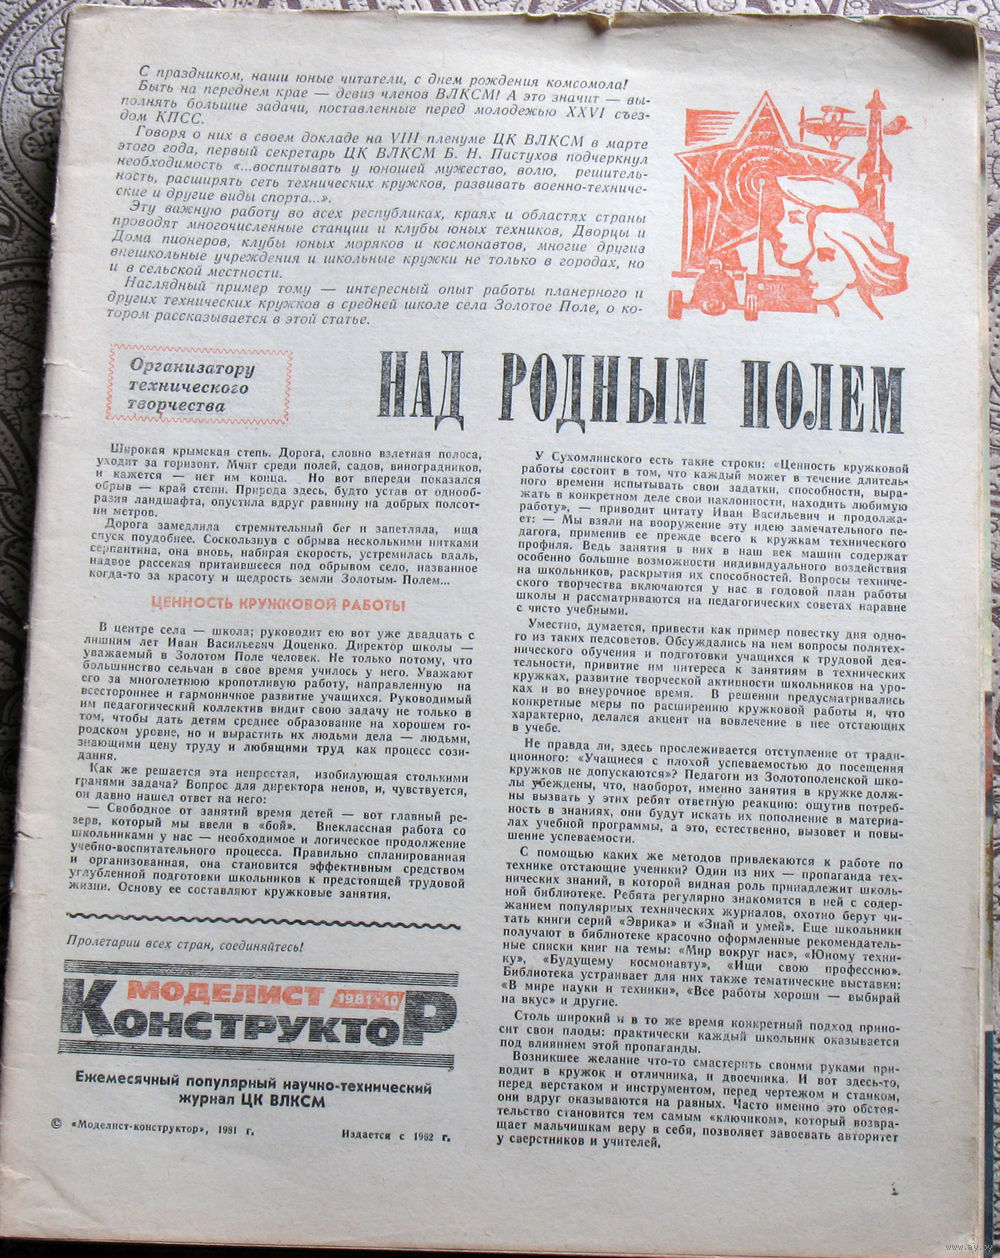 С праздником, наши юные читатели, с днем рождения комсомола!
Быть на переднем крае — девиз членов ВЛКСМ! А это значит — вы-
полнять большие задачи, поставленные перед молодежью XXVI съез-
дом КПСС.
Говоря о них в своем докладе на VIII пленуме ЦК ВЛКСМ в марте
этого года, первый секретарь ЦК ВЛКСМ Б. Н. Пастухов подчеркнул
необходимость «...воспитывать у юношей мужество, волю, решитель-
ность, расширять сеть технических кружков, развивать военно-техниче-
ские и другие виды спорта...».
Эту важную работу во всех республиках, краях и областях страны
проводят многочисленные станции и клубы юных техников, Дворцы и
Дома пионеров, клубы юных моряков и космонавтов, многие другие
внешкольные учреждения и школьные кружки не только в городах, но
и в сельской местности.
Наглядный пример тому — интересный опыт работы планерного и
других технических кружков в средней школе села Золотое Поле, о ко-
тором рассказывается в этой статье.
Организатору
технического
творчества
НАД РОДНЫМ ПОЛЕМ
Широкая крымская степь. Дорога, словно взлетная полоса,
уходит за горизонт. Мчит среди полей, садов, виноградников,
и кажется — нет им конца. Но вот впереди показался
обрыв — край степи. Природа здесь, будто устав от однооб-
разия ландшафта, опустила вдруг равнину на добрых полсот-
ни метров.
Дорога замедлила стремительный бег и запетляла, ища
спуск поудобнее. Соскользнув с обрыва несколькими нитками
серпантина, она вновь, набирая скорость, устремилась вдаль,
надвое рассекая притаившееся под обрывом село, названное
когда-то за красоту и щедрость земли Золотым Полем...
ЦЕННОСТЬ КРУЖКОВОЙ РАБОТЫ
В центре села — школа; руководит ею вот уже двадцать с
лишним лет Иван Васильевич Доценко. Директор школы —
уважаемый в Золотом Поле человек. Не только потому, что
большинство сельчан в свое время училось у него. Уважают
его за многолетнюю кропотливую работу, направленную на
всестороннее и гармоничное развитие учащихся. Руководимый
им педагогический коллектив видит свою задачу не только в
том, чтобы дать детям среднее образование на хорошем го-
родском уровне, но и вырастить их людьми дела — людьми,
знающими цену труду и любящими труд как процесс сози-
дания.
Как же решается эта непростая, изобилующая столькими
гранями задача? Вопрос для директора ненов, и, чувствуется,
он давно нашел ответ на него:
— Свободное от занятий время детей — вот главный ре-
зерв, который мы ввели в «бой». Внеклассная работа со
школьниками у нас — необходимое и логическое продолжение
учебно-воспитательного процесса. Правильно спланированная
и организованная, она становится эффективным средством
углубленной подготовки школьников к предстоящей трудовой
жизни. Основу ее составляют кружковые занятия.
Пролетарии всех стран, соединяйтесь!
МОДЕЛИСТ 1981·10
КОНСТРУКТОР
Ежемесячный популярный научно-технический
журнал ЦК ВЛКСМ
© «Моделист-конструктор», 1981 г. Издается с 1962 г.
У Сухомлинского есть такие строки: «Ценность кружковой
работы состоит в том, что каждый может в течение длитель-
ного времени испытывать свои задатки, способности, выра-
жать в конкретном деле свои наклонности, находить любимую
работу», — приводит цитату Иван Васильевич и продолжа-
ет: — Мы взяли на вооружение эту идею замечательного пе-
дагога, применив ее прежде всего к кружкам технического
профиля. Ведь занятия в них в наш век машин содержат
особенно большие возможности индивидуального воздействия
на школьников, раскрытия их способностей. Вопросы техниче-
ского творчества включаются у нас в годовой план работы
школы и рассматриваются на педагогических советах наравне
с чисто учебными.
Уместно, думается, привести как пример повестку дня одно-
го из таких педсоветов. Обсуждались на нем вопросы политех-
нического обучения и подготовки учащихся к трудовой дея-
тельности, привитие им интереса к занятиям в технических
кружках, развитие творческой активности школьников на уро-
ках и во внеурочное время. В решении предусматривались
конкретные меры по расширению кружковой работы и, что
характерно, делался акцент на вовлечение в нее отстающих
в учебе.
Не правда ли, здесь прослеживается отступление от тради-
ционного: «Учащиеся с плохой успеваемостью до посещения
кружков не допускаются»? Педагоги из Золотополенской шко-
лы убеждены, что, наоборот, именно занятия в кружке долж-
ны вызвать у этих ребят ответную реакцию: ощутив потреб-
ность в знаниях, они будут искать их пополнение в материа-
лах учебной программы, а это, естественно, вызовет и повы-
шение успеваемости.
С помощью каких же методов привлекаются к работе по
технике отстающие ученики? Один из них — пропаганда тех-
нических знаний, в которой видная роль принадлежит школь-
ной библиотеке. Ребята регулярно знакомятся в ней с содер-
жанием популярных технических журналов, охотно берут чи-
тать книги серий «Эврика» и «Знай и умей». Еще школьники
получают в библиотеке красочно оформленные рекомендатель-
ные списки книг на темы: «Мир вокруг нас», «Юному техни-
ку», «Будущему космонавту», «Ищи свою профессию».
Библиотека устраивает для них также тематические выставки:
«В мире науки и техники», «Все работы хороши — выбирай
на вкус» и другие.
Столь широкий и в то же время конкретный подход прино-
сит свои плоды: практически каждый школьник оказывается
под влиянием этой пропаганды.
Возникшее желание что-то смастерить своими руками при-
водит в кружок и отличника, и двоечника. И вот здесь-то,
перед верстаком и инструментом, перед чертежом и станком,
они вдруг оказываются на равных. Часто именно это обстоя-
тельство становится тем самым «ключиком», который возвра-
щает мальчишкам веру в себя, позволяет завоевать авторитет
у сверстников и учителей.
www.ay.by